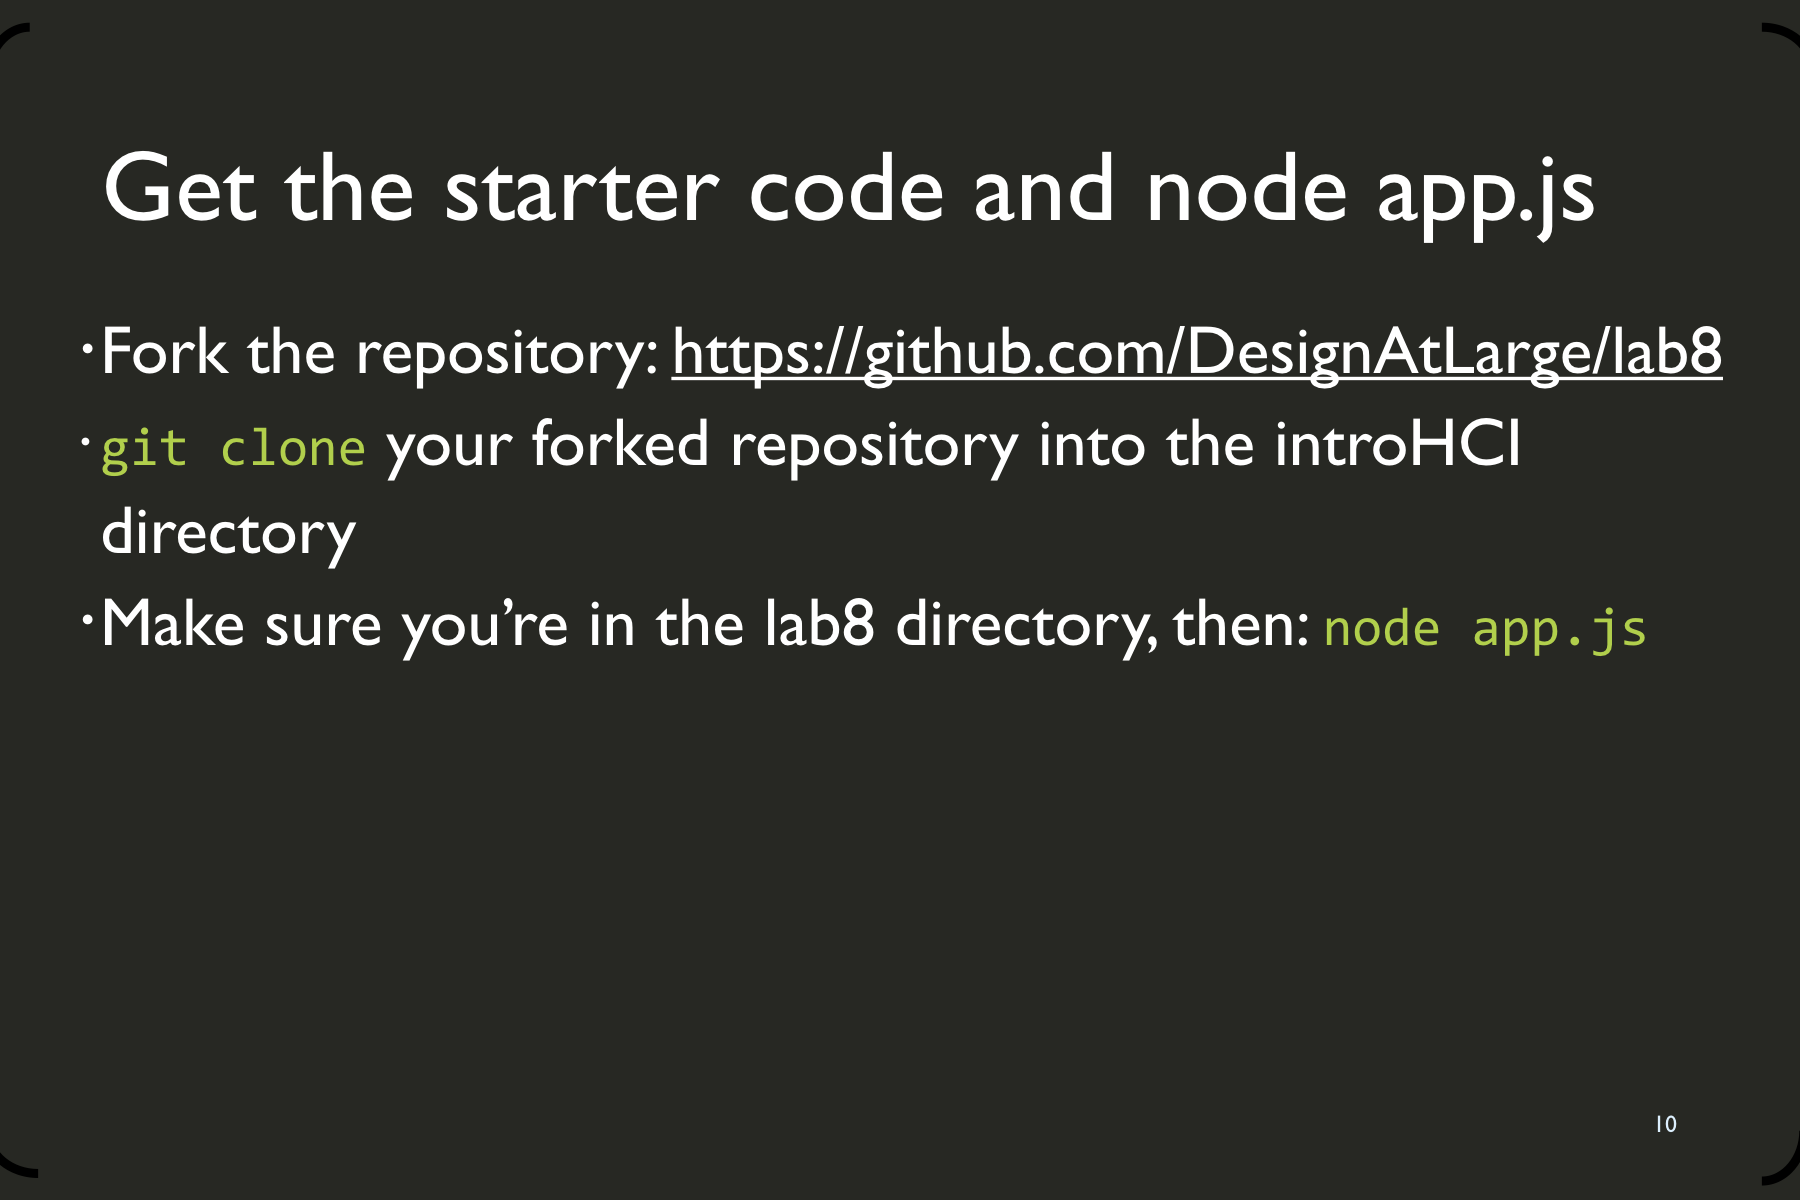 Get the starter code and node app.js
•Fork the repository: https://github.com/DesignAtLarge/lab8
•git clone your forked repository into the introHCI
directory
•Make sure you’re in the lab8 directory, then: node app.js
10